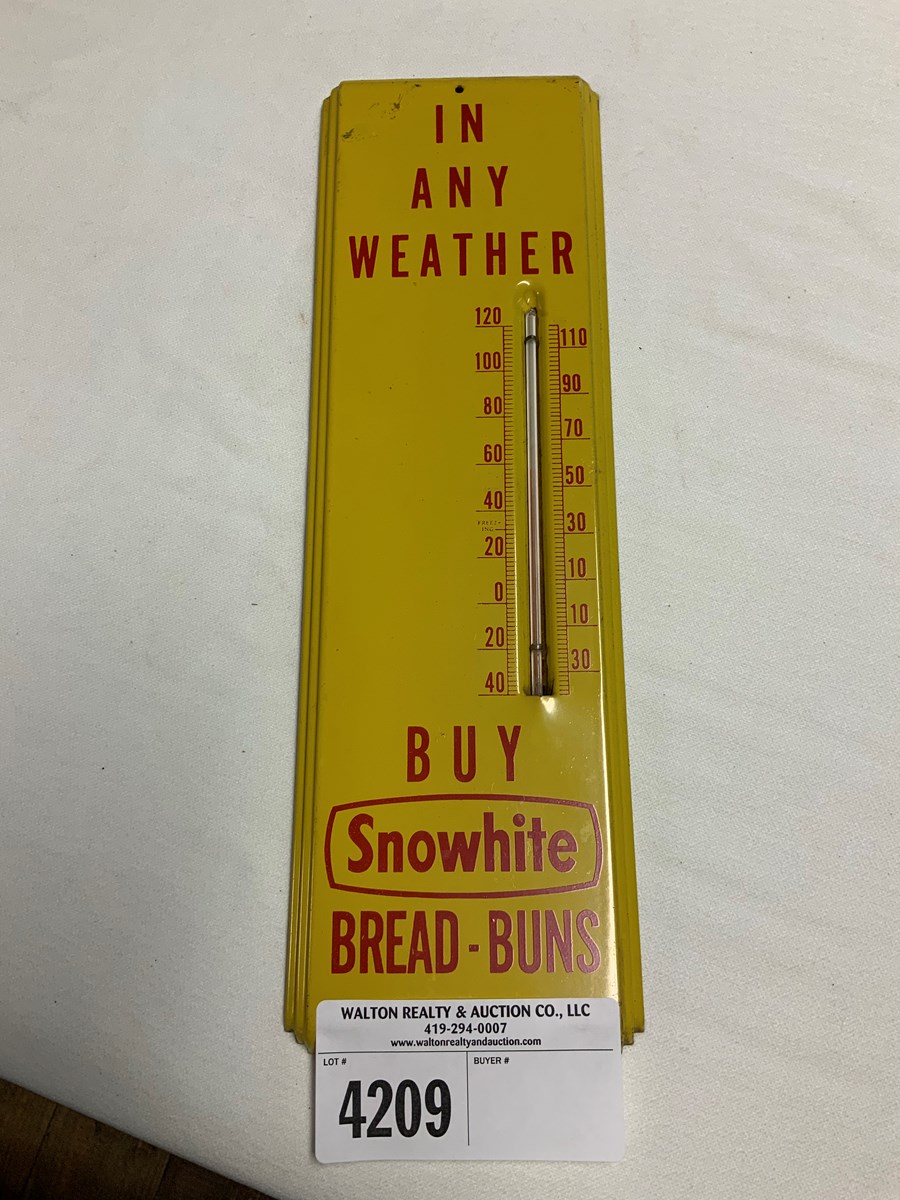 IN
ANY
WEATHER
120
110
100
90
80
70
60
50
40
FREEZ-
ING
30
20
10
0
10
20
30
40
BUY
Snowhite
BREAD - BUNS
WALTON REALTY & AUCTION CO., LLC
419-294-0007
www.waltonrealtyandauction.com
LOT # BUYER #
4209